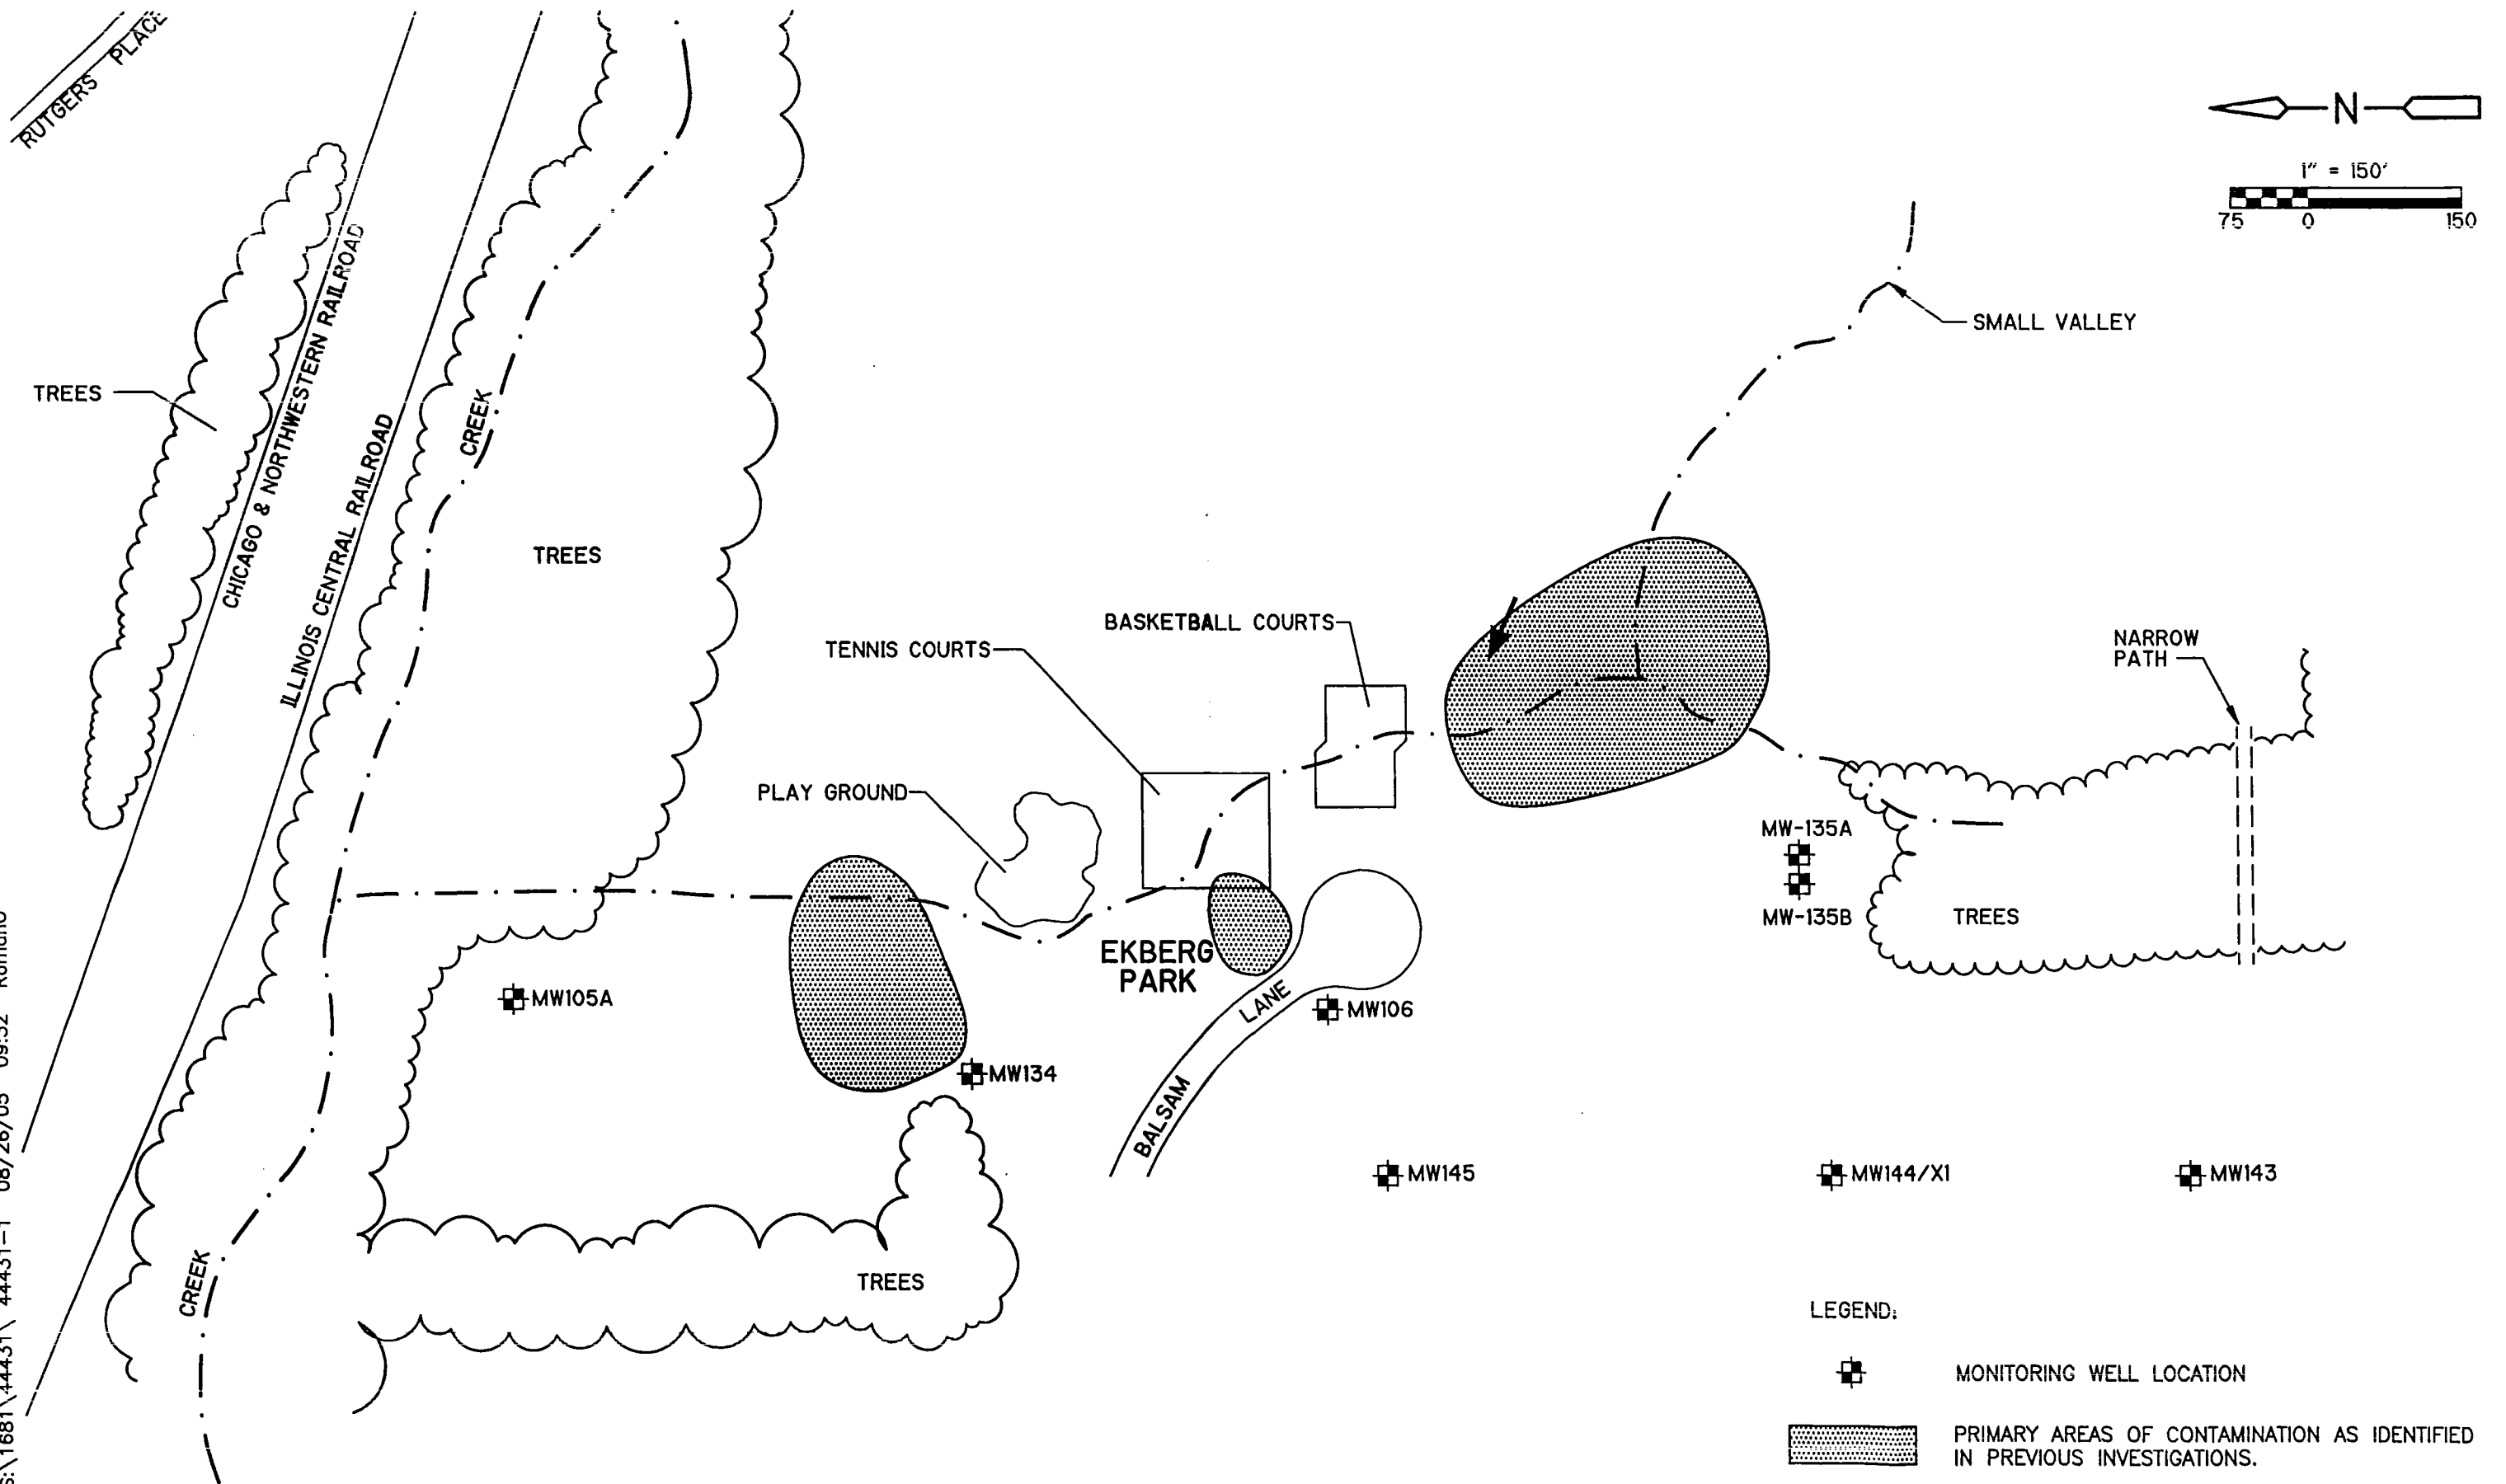 RUTGERS PLACE
N
1" = 150'
75 0 150
SMALL VALLEY
TREES
CHICAGO & NORTHWESTERN RAILROAD
ILLINOIS CENTRAL RAILROAD
CREEK
TREES
BASKETBALL COURTS
TENNIS COURTS
NARROW
PATH
PLAY GROUND
MW-135A
MW-135B
TREES
EKBERG
PARK
MW105A
MW106
BALSAM LANE
MW134
MW145
MW144/X1
MW143
CREEK
TREES
LEGEND:
MONITORING WELL LOCATION
PRIMARY AREAS OF CONTAMINATION AS IDENTIFIED
IN PREVIOUS INVESTIGATIONS.